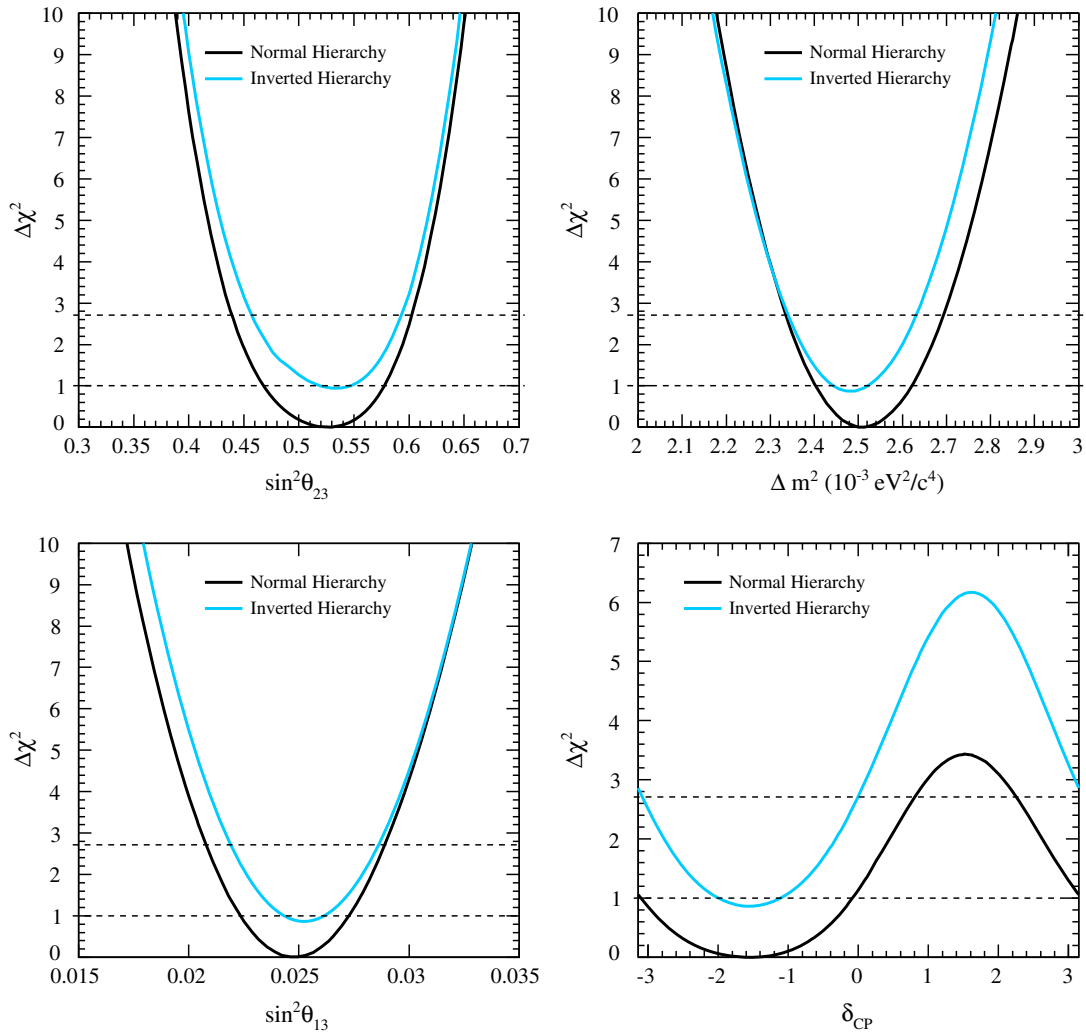 10
9
8
7
6
5
4
3
2
1
0
Δχ²
Normal Hierarchy
Inverted Hierarchy
0.3 0.35 0.4 0.45 0.5 0.55 0.6 0.65 0.7
sin²θ₂₃
10
9
8
7
6
5
4
3
2
1
0
Δχ²
Normal Hierarchy
Inverted Hierarchy
2 2.1 2.2 2.3 2.4 2.5 2.6 2.7 2.8 2.9 3
Δ m² (10⁻³ eV²/c⁴)
10
9
8
7
6
5
4
3
2
1
0
Δχ²
Normal Hierarchy
Inverted Hierarchy
0.015 0.02 0.025 0.03 0.035
sin²θ₁₃
7
6
5
4
3
2
1
0
Δχ²
Normal Hierarchy
Inverted Hierarchy
-3 -2 -1 0 1 2 3
δ_CP